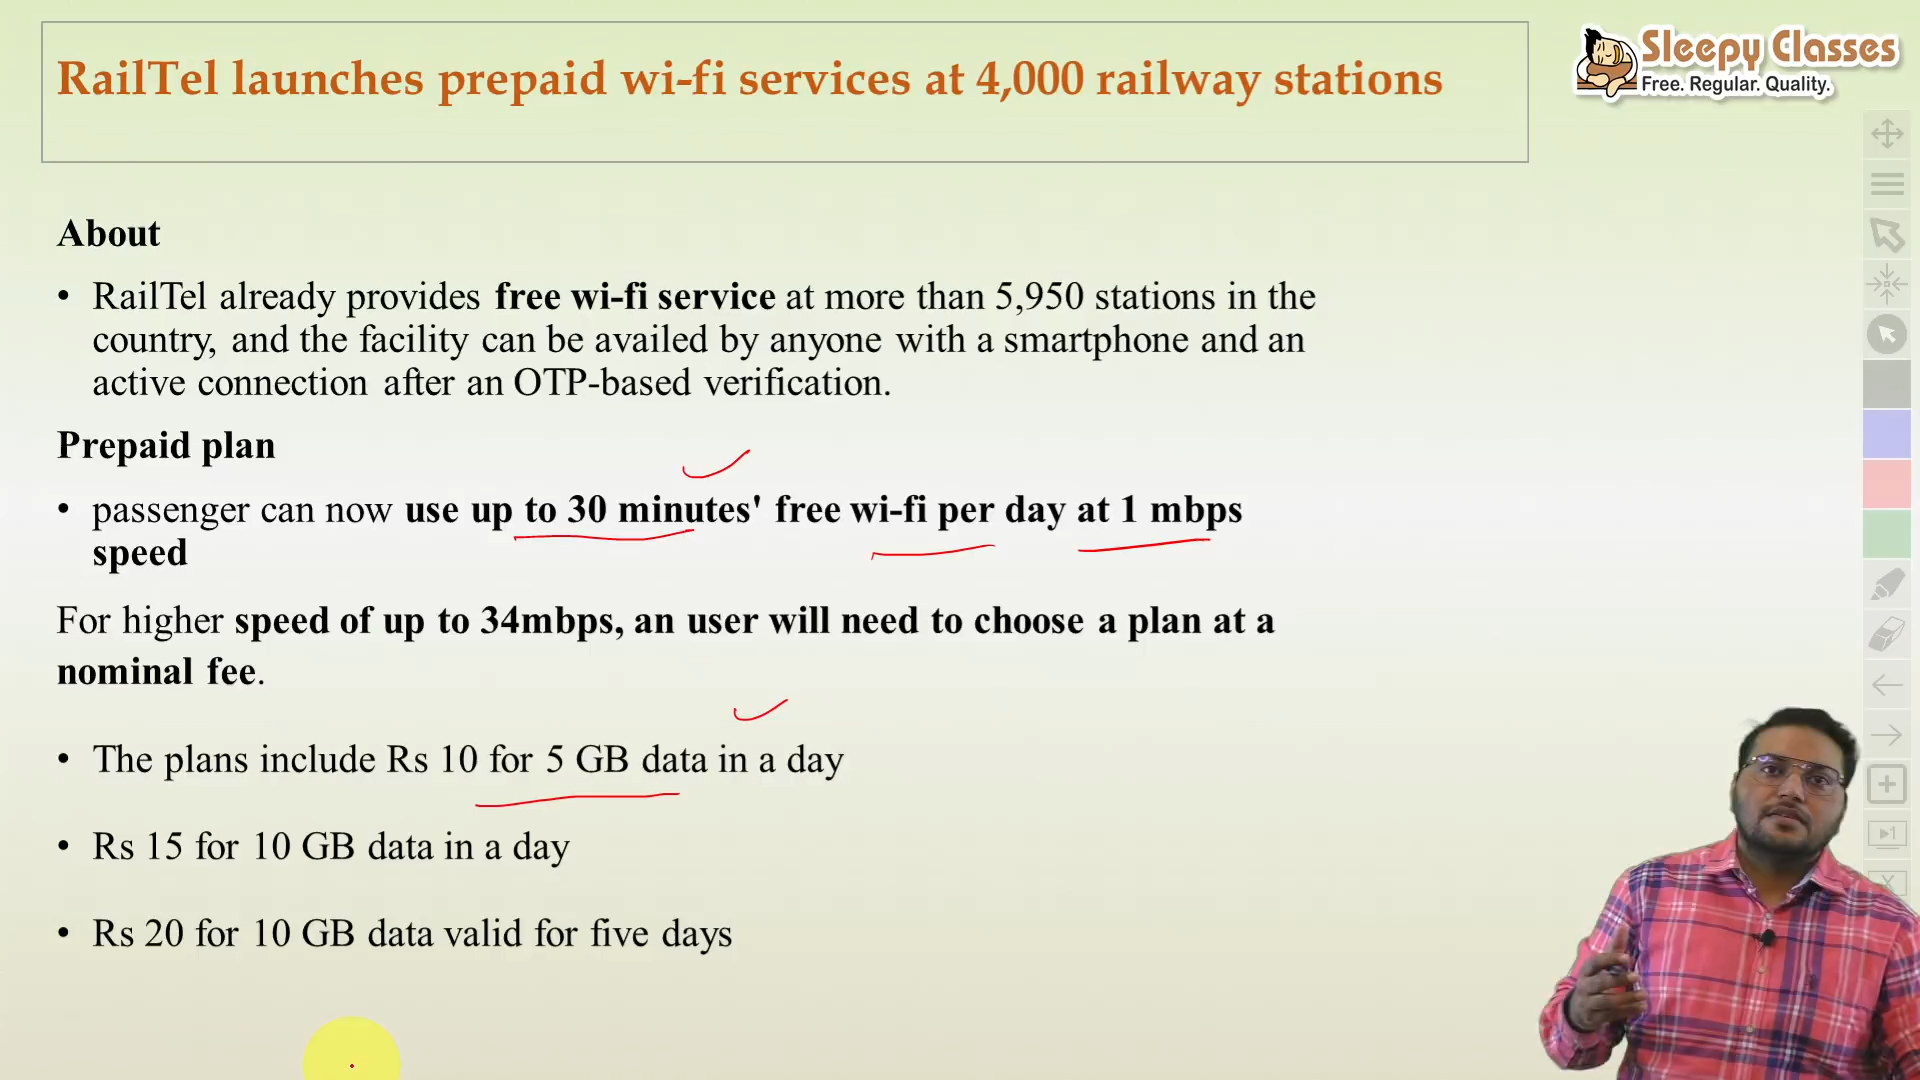 RailTel launches prepaid wi-fi services at 4,000 railway stations
Sleepy Classes
Free. Regular. Quality.
About
• RailTel already provides free wi-fi service at more than 5,950 stations in the
country, and the facility can be availed by anyone with a smartphone and an
active connection after an OTP-based verification.
Prepaid plan
• passenger can now use up to 30 minutes' free wi-fi per day at 1 mbps
speed
For higher speed of up to 34mbps, an user will need to choose a plan at a
nominal fee.
• The plans include Rs 10 for 5 GB data in a day
• Rs 15 for 10 GB data in a day
• Rs 20 for 10 GB data valid for five days